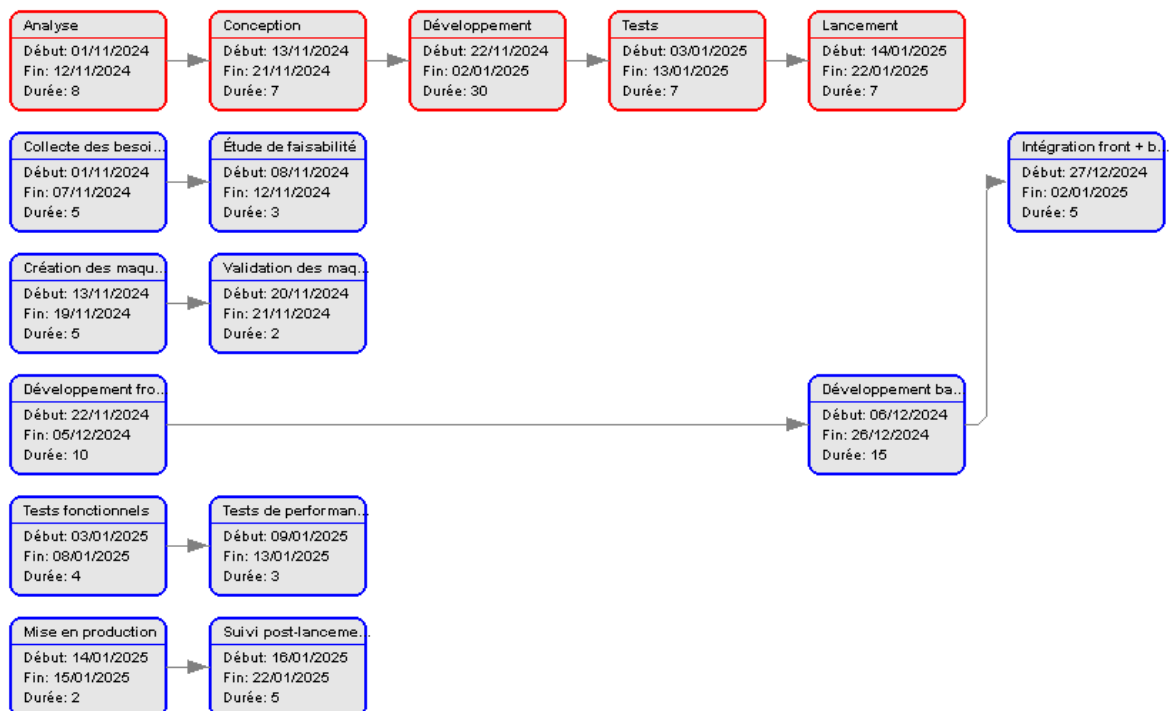 Analyse
Début: 01/11/2024
Fin: 12/11/2024
Durée: 8
Conception
Début: 13/11/2024
Fin: 21/11/2024
Durée: 7
Développement
Début: 22/11/2024
Fin: 02/01/2025
Durée: 30
Tests
Début: 03/01/2025
Fin: 13/01/2025
Durée: 7
Lancement
Début: 14/01/2025
Fin: 22/01/2025
Durée: 7
Collecte des besoi...
Début: 01/11/2024
Fin: 07/11/2024
Durée: 5
Étude de faisabilité
Début: 08/11/2024
Fin: 12/11/2024
Durée: 3
Intégration front + b...
Début: 27/12/2024
Fin: 02/01/2025
Durée: 5
Création des maqu...
Début: 13/11/2024
Fin: 19/11/2024
Durée: 5
Validation des maq...
Début: 20/11/2024
Fin: 21/11/2024
Durée: 2
Développement fro...
Début: 22/11/2024
Fin: 05/12/2024
Durée: 10
Développement ba...
Début: 06/12/2024
Fin: 26/12/2024
Durée: 15
Tests fonctionnels
Début: 03/01/2025
Fin: 08/01/2025
Durée: 4
Tests de performan...
Début: 09/01/2025
Fin: 13/01/2025
Durée: 3
Mise en production
Début: 14/01/2025
Fin: 15/01/2025
Durée: 2
Suivi post-lanceme...
Début: 16/01/2025
Fin: 22/01/2025
Durée: 5